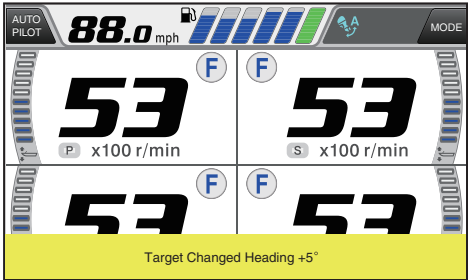 AUTO PILOT
88.0 mph
A
MODE
53
F
F
53
P x100 r/min
S x100 r/min
F
F
53
53
Target Changed Heading +5°